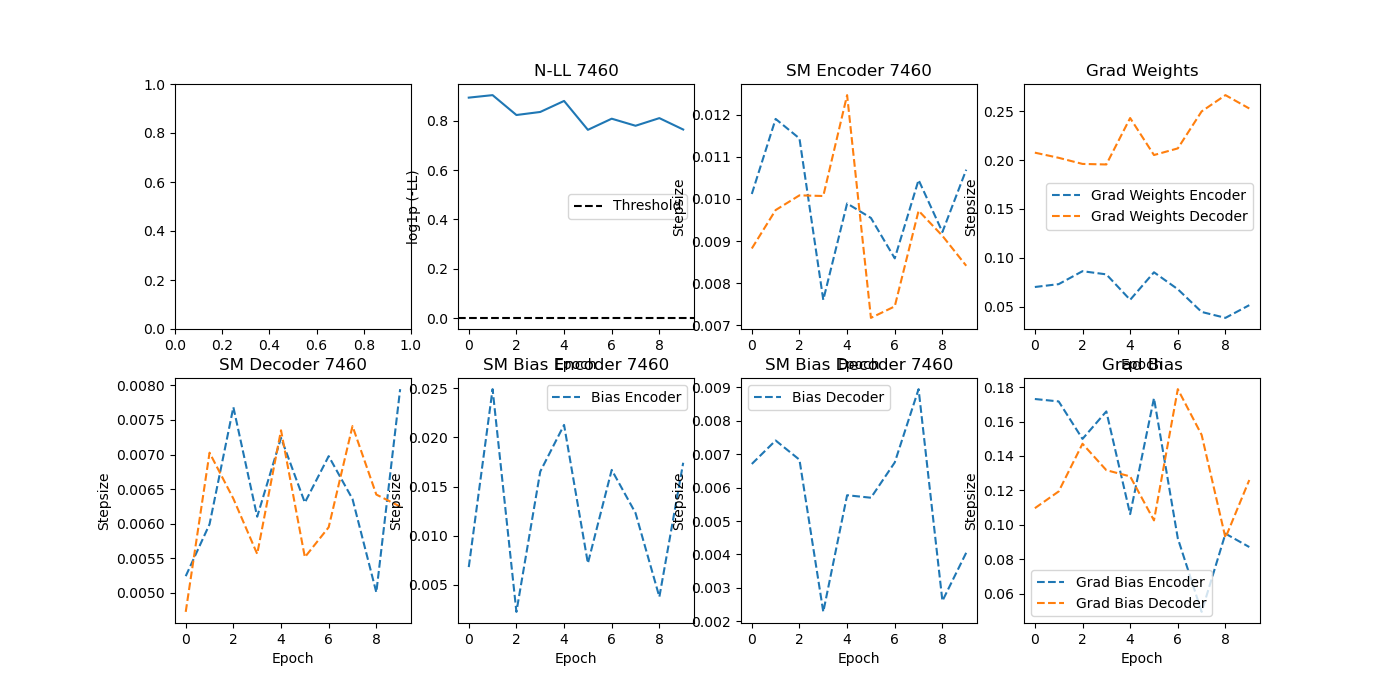 1.0
0.8
0.6
0.4
0.2
0.0
0.0 0.2 0.4 0.6 0.8 1.0
N-LL 7460
log1p (-LL)
0.8
0.6
0.4
0.2
0.0
Threshold
0 2 4 6 8
Epoch
SM Encoder 7460
Stepsize
0.012
0.011
0.010
0.009
0.008
0.007
0 2 4 6 8
Epoch
Grad Weights
Stepsize
0.25
0.20
0.15
0.10
0.05
Grad Weights Encoder
Grad Weights Decoder
0 2 4 6 8
Epoch
SM Decoder 7460
Stepsize
0.0080
0.0075
0.0070
0.0065
0.0060
0.0055
0.0050
0 2 4 6 8
Epoch
SM Bias Encoder 7460
Stepsize
0.025
0.020
0.015
0.010
0.005
Bias Encoder
0 2 4 6 8
Epoch
SM Bias Decoder 7460
Stepsize
0.009
0.008
0.007
0.006
0.005
0.004
0.003
0.002
Bias Decoder
0 2 4 6 8
Epoch
Grad Bias
Stepsize
0.18
0.16
0.14
0.12
0.10
0.08
0.06
Grad Bias Encoder
Grad Bias Decoder
0 2 4 6 8
Epoch